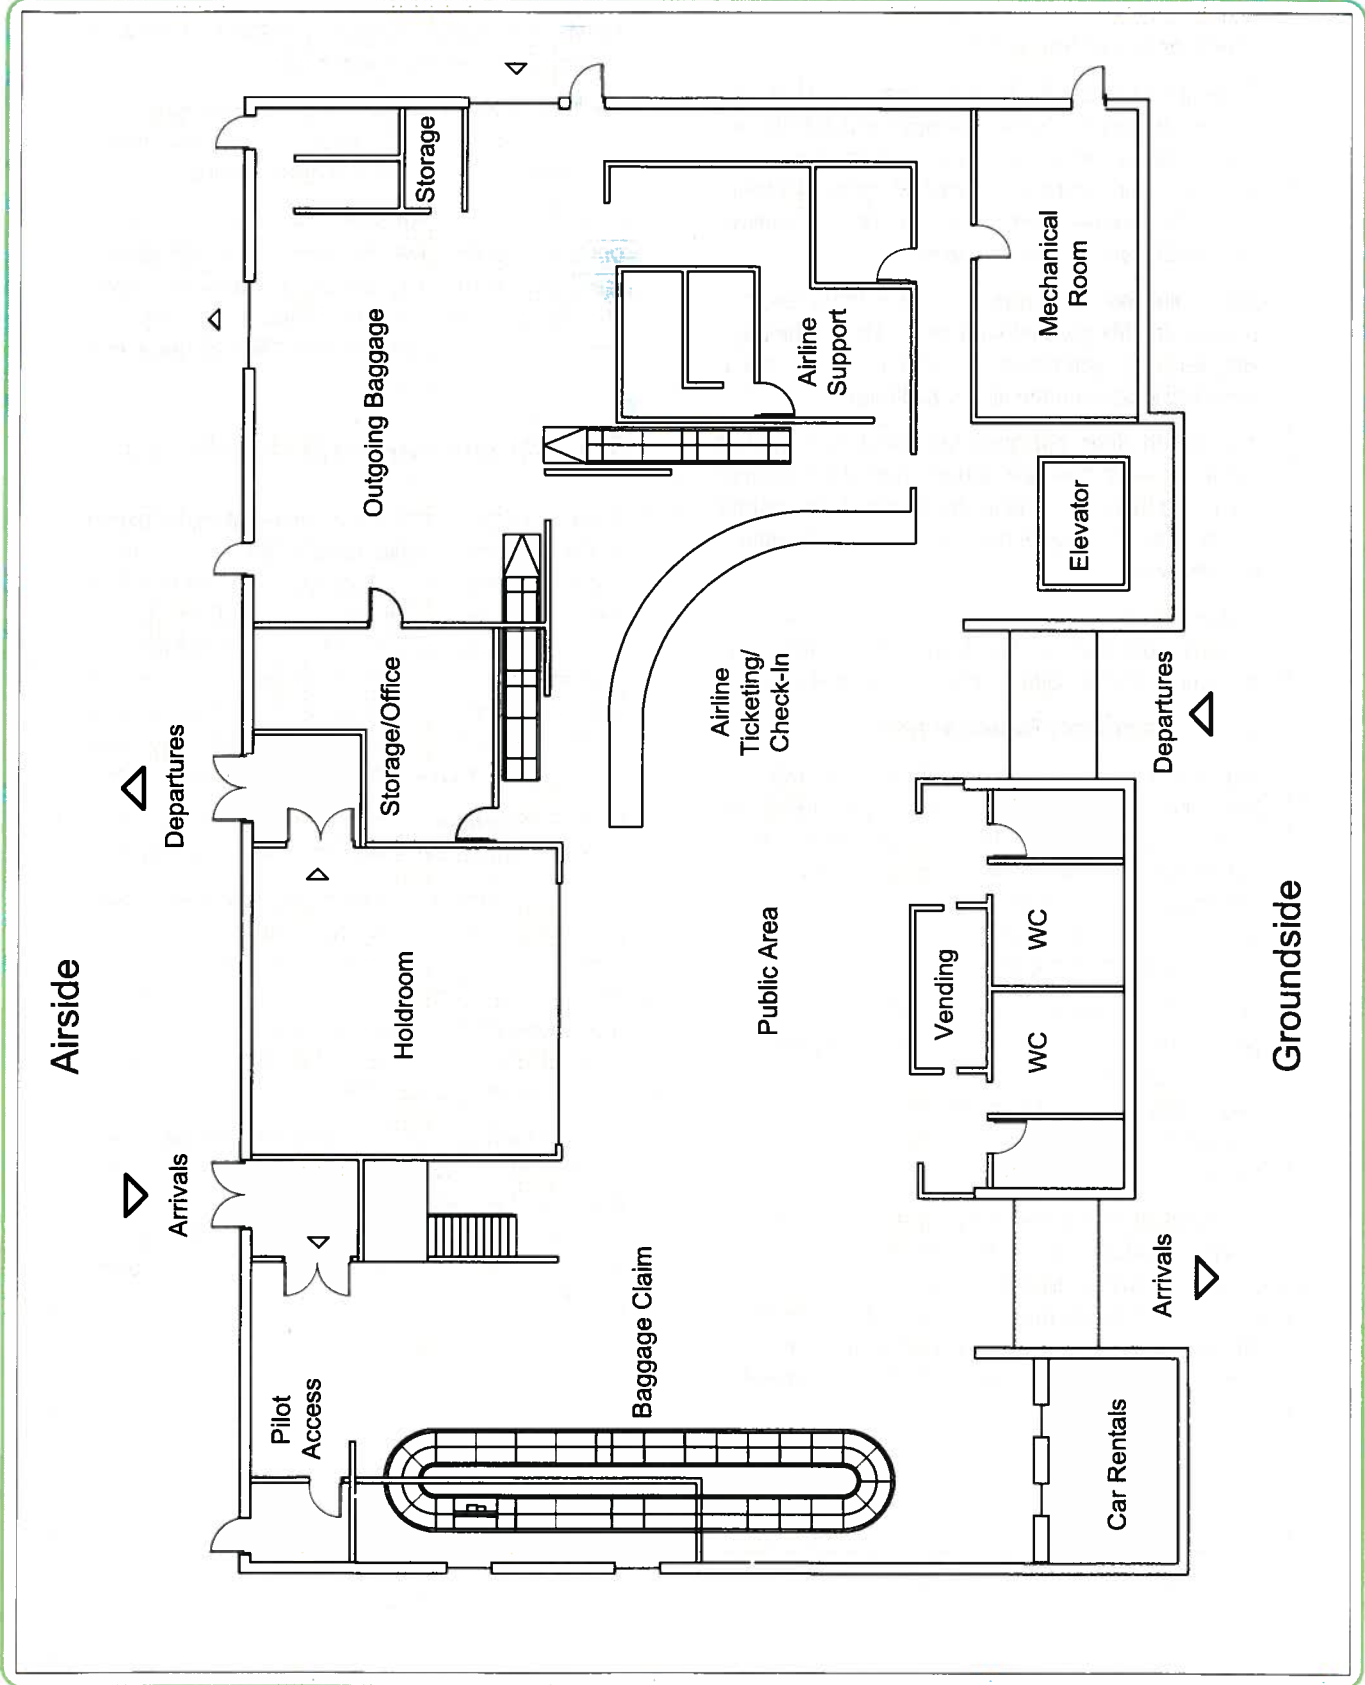 Airside
Arrivals
Departures
Pilot
Access
Holdroom
Storage/Office
Outgoing Baggage
Storage
Baggage Claim
Public Area
Airline
Ticketing/
Check-In
Airline
Support
Vending
WC
WC
Elevator
Mechanical
Room
Car Rentals
Arrivals
Departures
Groundside